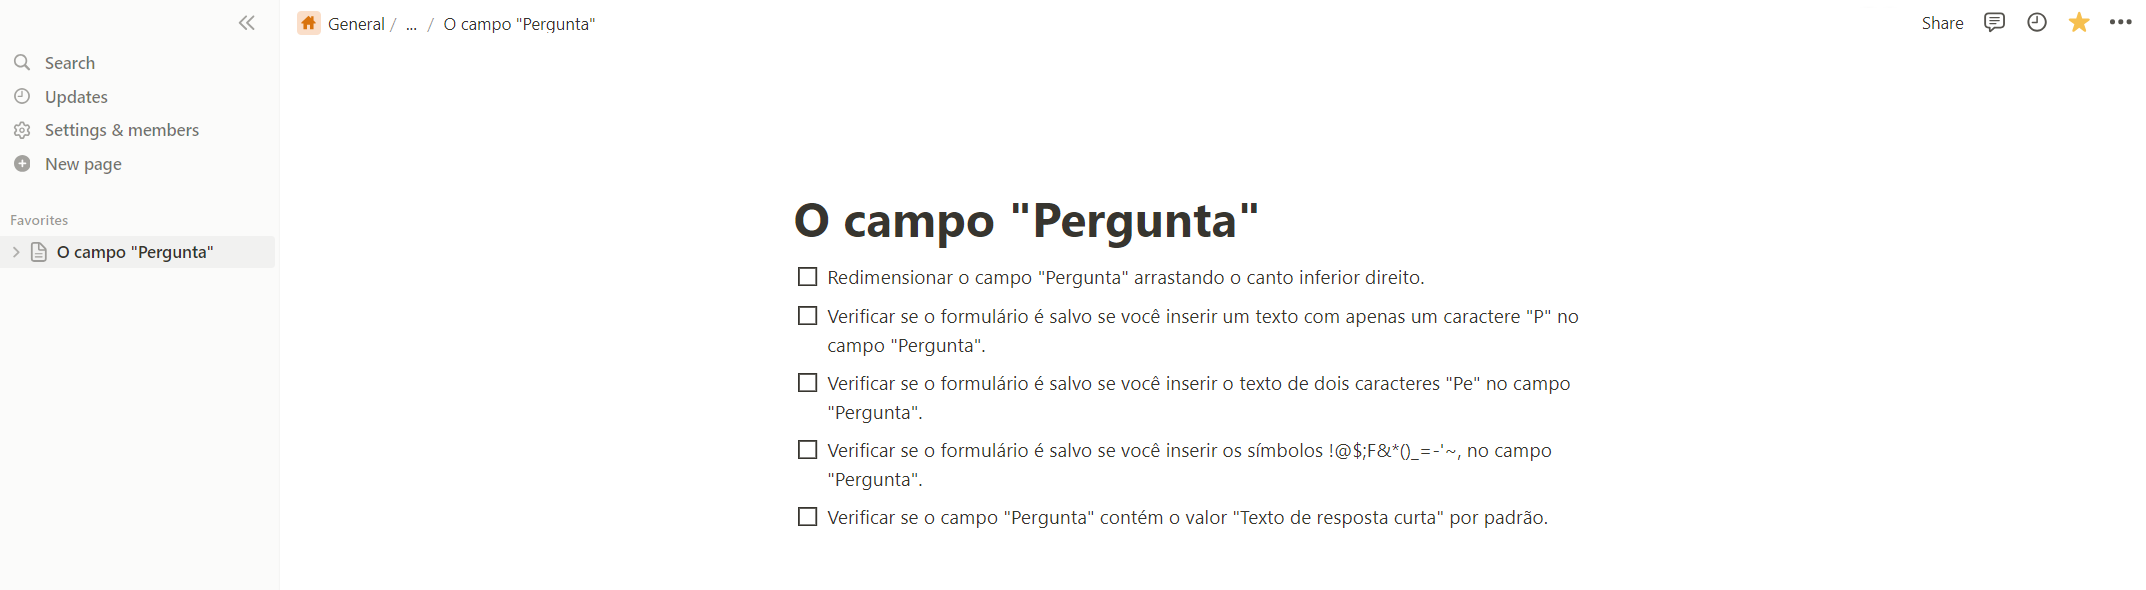 General / ... / O campo "Pergunta"
Share
Search
Updates
Settings & members
New page
Favorites
O campo "Pergunta"
O campo "Pergunta"
Redimensionar o campo "Pergunta" arrastando o canto inferior direito.
Verificar se o formulário é salvo se você inserir um texto com apenas um caractere "P" no
campo "Pergunta".
Verificar se o formulário é salvo se você inserir o texto de dois caracteres "Pe" no campo
"Pergunta".
Verificar se o formulário é salvo se você inserir os símbolos !@$;F&*()_=-'~, no campo
"Pergunta".
Verificar se o campo "Pergunta" contém o valor "Texto de resposta curta" por padrão.